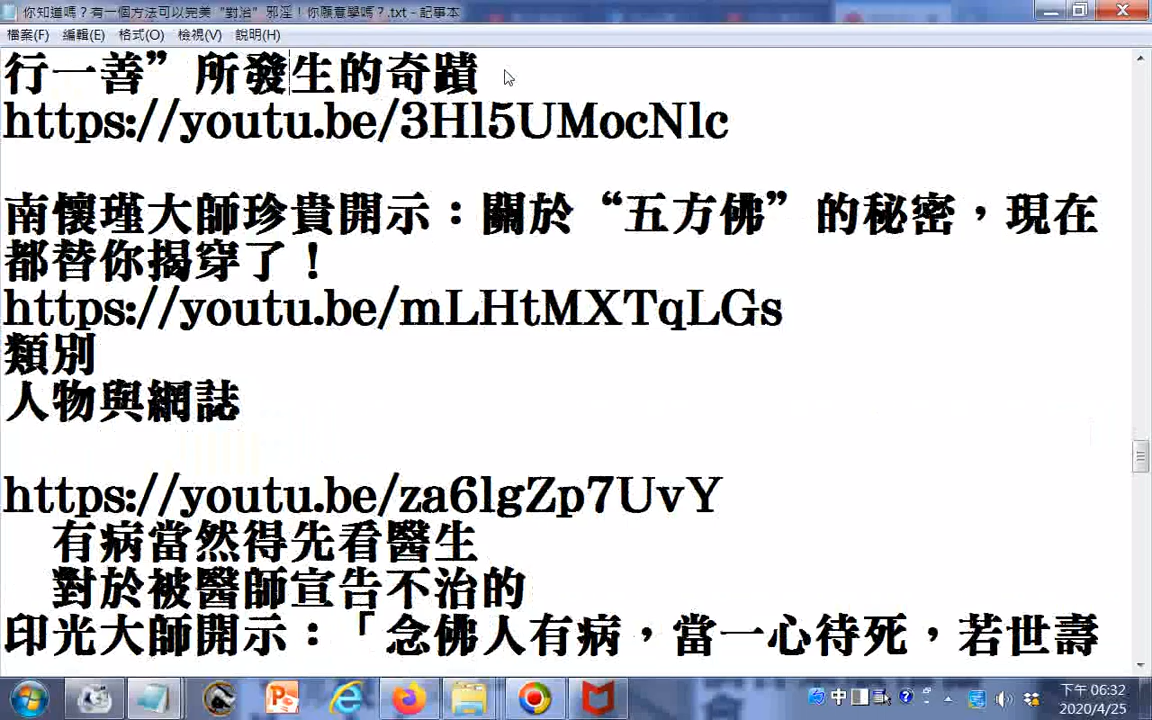 你知道嗎？有一個方法可以完美“對治”邪淫！你願意學嗎？.txt - 記事本
檔案(F) 編輯(E) 格式(O) 檢視(V) 說明(H)
行一善”所發生的奇蹟
https://youtu.be/3Hl5UMocNlc
南懷瑾大師珍貴開示：關於“五方佛”的秘密，現在
都替你揭穿了！
https://youtu.be/mLHtMXTqLGs
類別
人物與網誌
https://youtu.be/za6lgZp7UvY
有病當然得先看醫生
對於被醫師宣告不治的
印光大師開示：「念佛人有病，當一心待死，若世壽
中
下午 06:32
2020/4/25